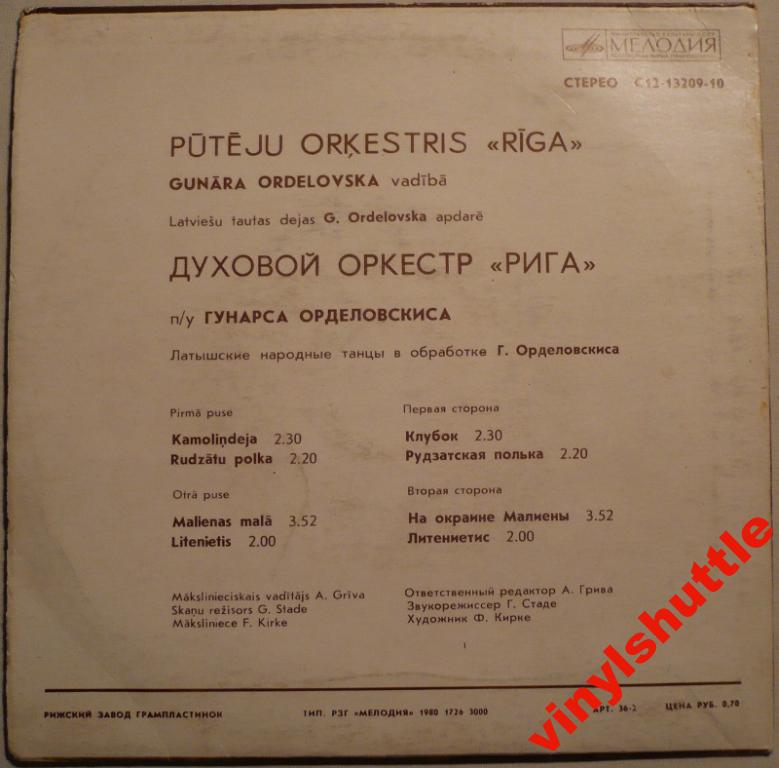 МЕЛОДИЯ
СТЕРЕО С12-13209-10
PŪTĒJU ORĶESTRIS «RĪGA»
GUNĀRA ORDELOVSKA vadībā
Latviešu tautas dejas G. Ordelovska apdarē
ДУХОВОЙ ОРКЕСТР «РИГА»
п/у ГУНАРСА ОРДЕЛОВСКИСА
Латышские народные танцы в обработке Г. Орделовскиса
Pirmā puse
Kamoliņdeja 2.30
Rudzātu polka 2.20
Otrā puse
Malienas malā 3.52
Litenietis 2.00
Первая сторона
Клубок 2.30
Рудзатская полька 2.20
Вторая сторона
На окраине Малиены 3.52
Литениетис 2.00
Mākslinieciskais vadītājs A. Grīva
Skaņu režisors G. Stade
Māksliniece F. Kirke
Ответственный редактор А. Грива
Звукорежиссер Г. Стаде
Художник Ф. Кирке
РИЖСКИЙ ЗАВОД ГРАМПЛАСТИНОК
ТИП. РЗГ «МЕЛОДИЯ» 1980 1726 3000
АРТ. 36-2
ЦЕНА РУБ. 0,70
vinylshuttle